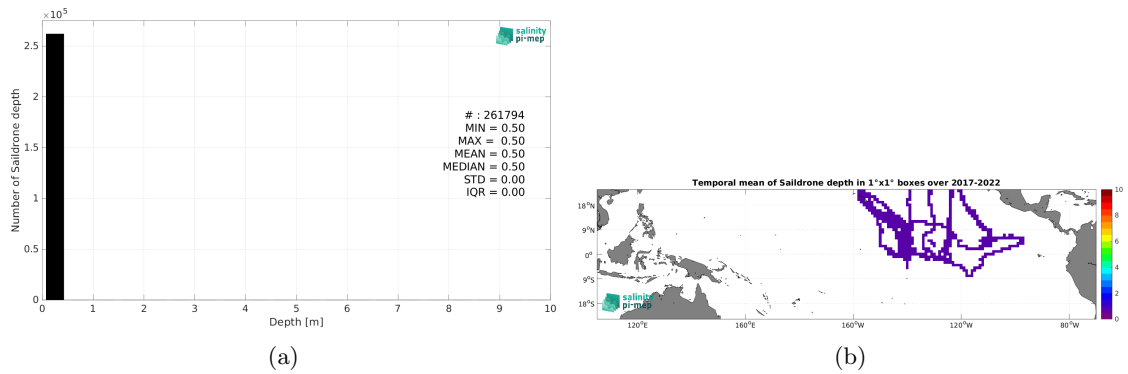 ×10⁵
2.5
2
1.5
1
0.5
0
Number of Saildrone depth
salinity
pi-mep
# : 261794
MIN = 0.50
MAX = 0.50
MEAN = 0.50
MEDIAN = 0.50
STD = 0.00
IQR = 0.00
0 1 2 3 4 5 6 7 8 9 10
Depth [m]
(a)
Temporal mean of Saildrone depth in 1°x1° boxes over 2017-2022
18°N
9°N
0°
9°S
18°S
salinity
pi-mep
120°E 160°E 160°W 120°W 80°W
10
8
6
4
2
0
(b)